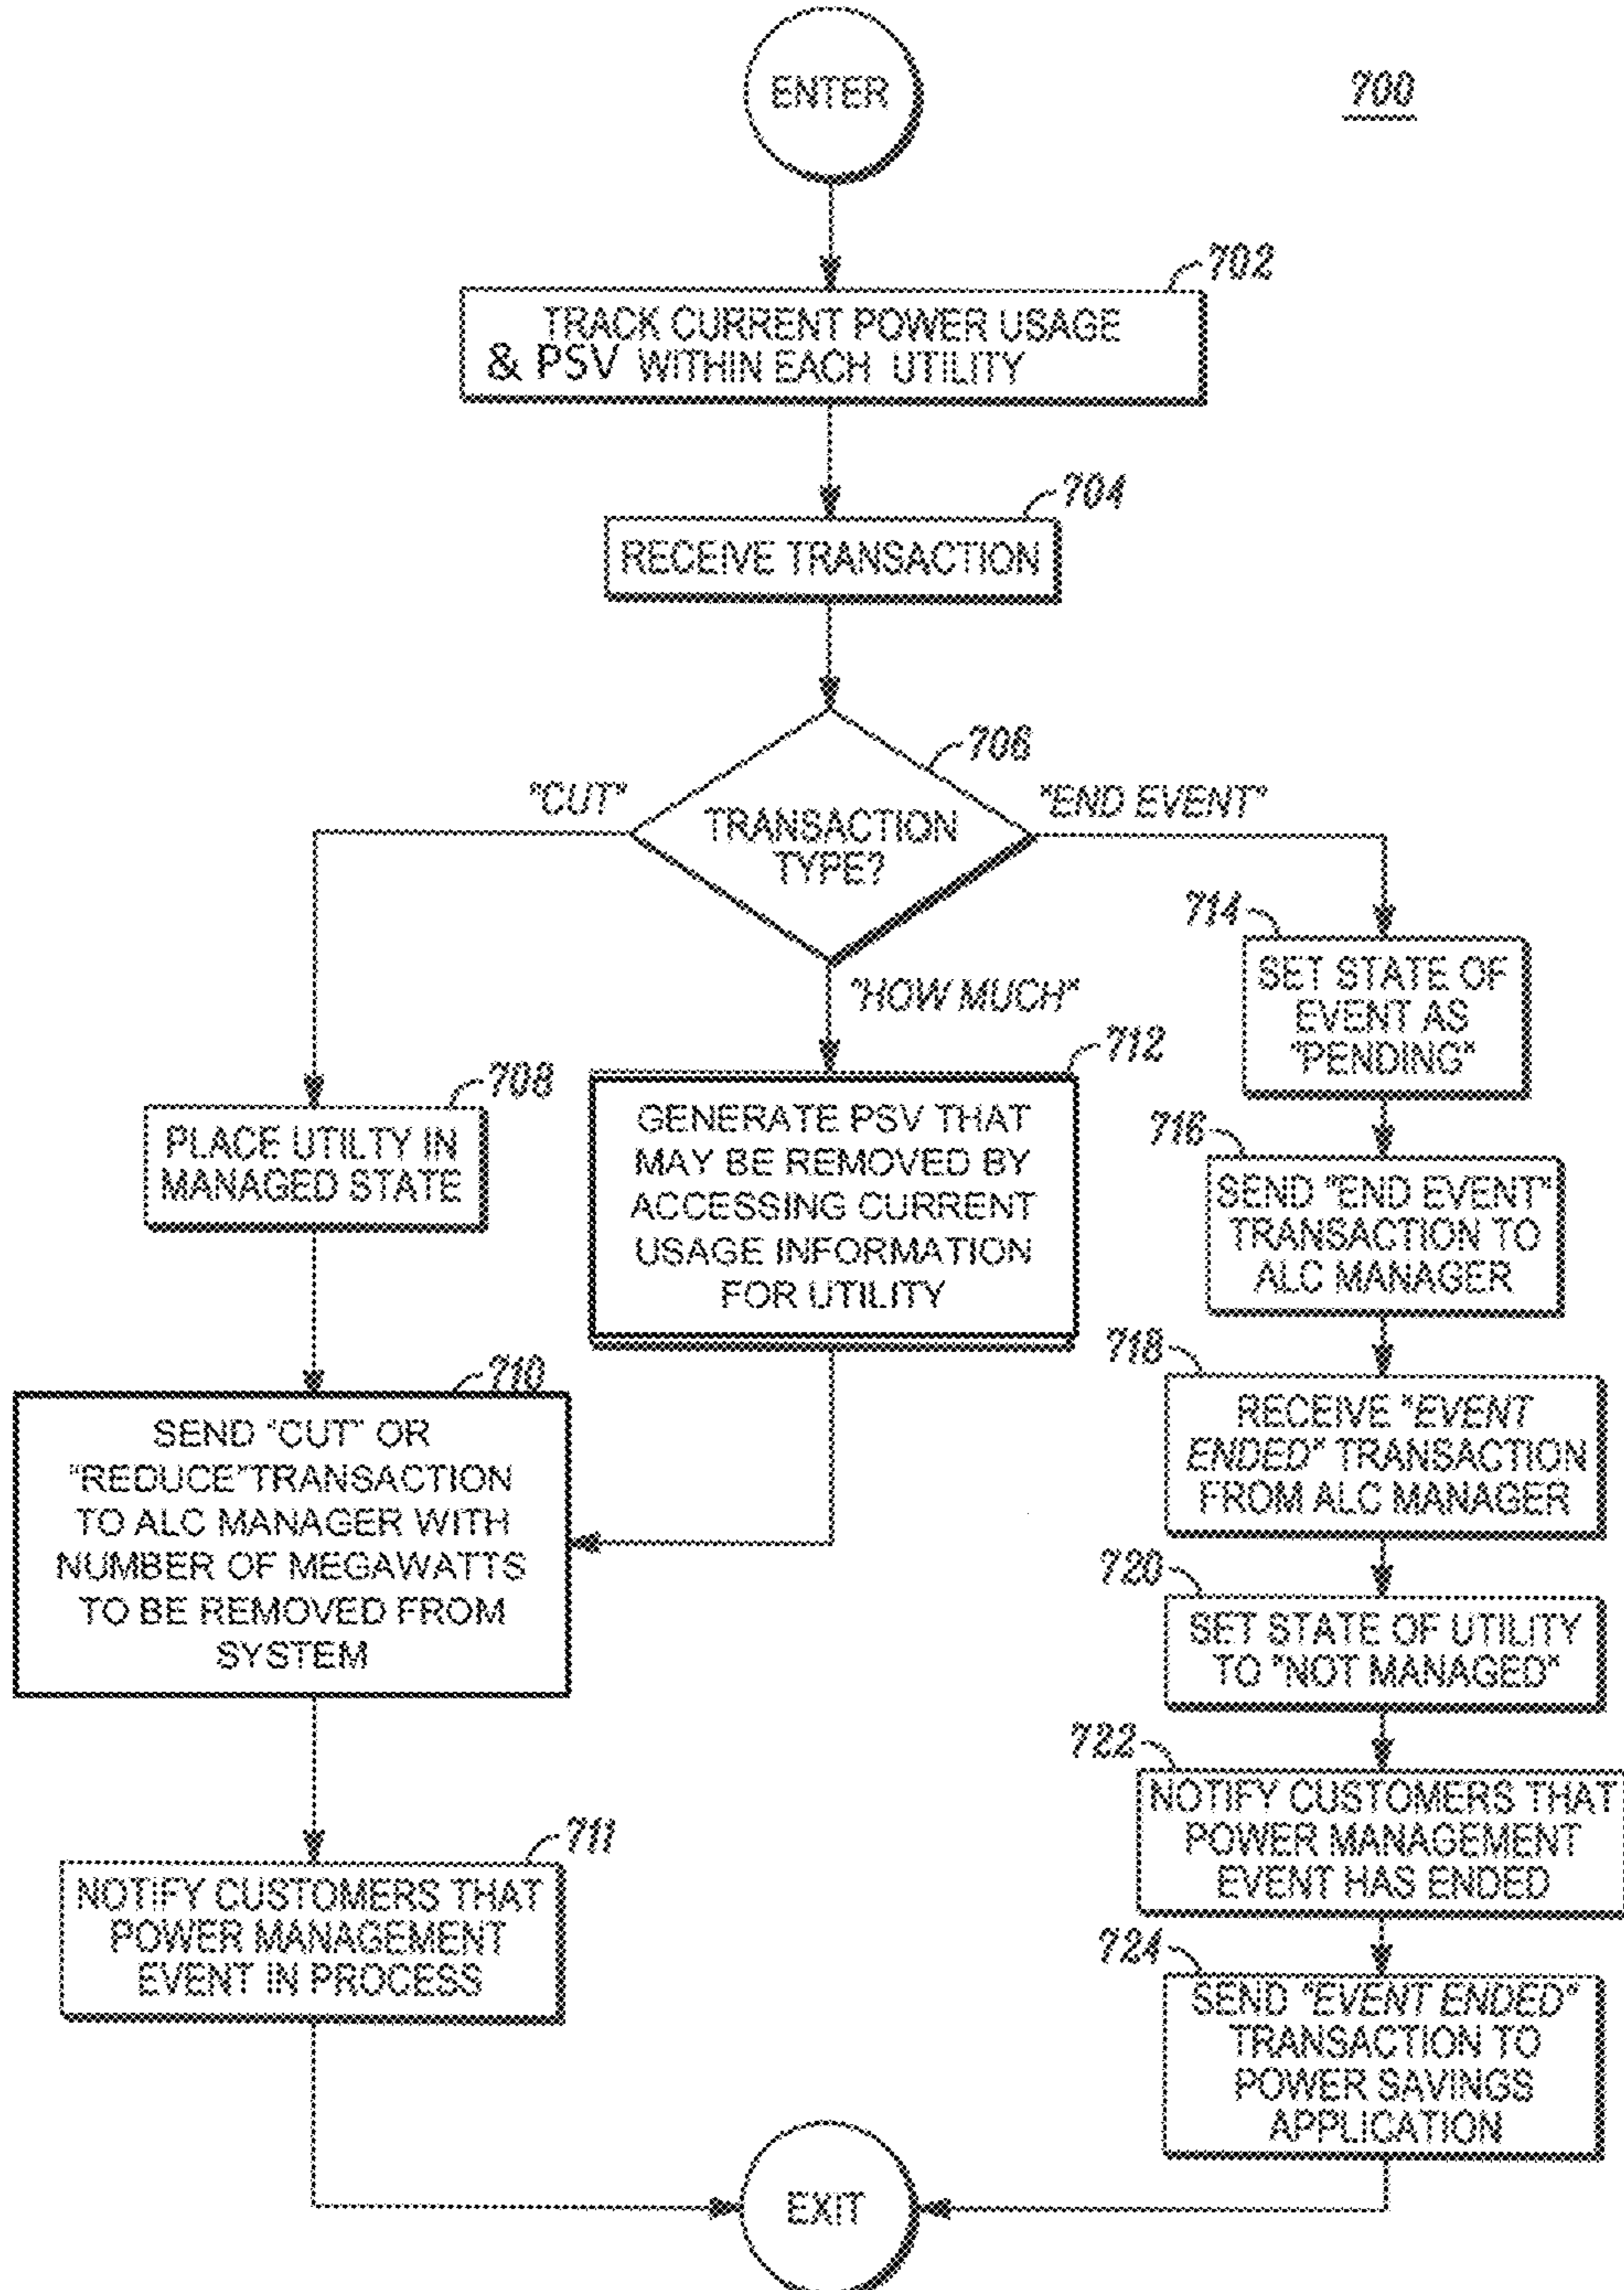 ENTER
700
702
TRACK CURRENT POWER USAGE
& PSV WITHIN EACH UTILITY
704
RECEIVE TRANSACTION
706
"CUT"
TRANSACTION
TYPE?
"END EVENT"
"HOW MUCH"
708
PLACE UTILTY IN
MANAGED STATE
712
GENERATE PSV THAT
MAY BE REMOVED BY
ACCESSING CURRENT
USAGE INFORMATION
FOR UTILITY
710
SEND "CUT" OR
"REDUCE"TRANSACTION
TO ALC MANAGER WITH
NUMBER OF MEGAWATTS
TO BE REMOVED FROM
SYSTEM
711
NOTIFY CUSTOMERS THAT
POWER MANAGEMENT
EVENT IN PROCESS
714
SET STATE OF
EVENT AS
"PENDING"
716
SEND "END EVENT"
TRANSACTION TO
ALC MANAGER
718
RECEIVE "EVENT
ENDED" TRANSACTION
FROM ALC MANAGER
720
SET STATE OF UTILITY
TO "NOT MANAGED"
722
NOTIFY CUSTOMERS THAT
POWER MANAGEMENT
EVENT HAS ENDED
724
SEND "EVENT ENDED"
TRANSACTION TO
POWER SAVINGS
APPLICATION
EXIT